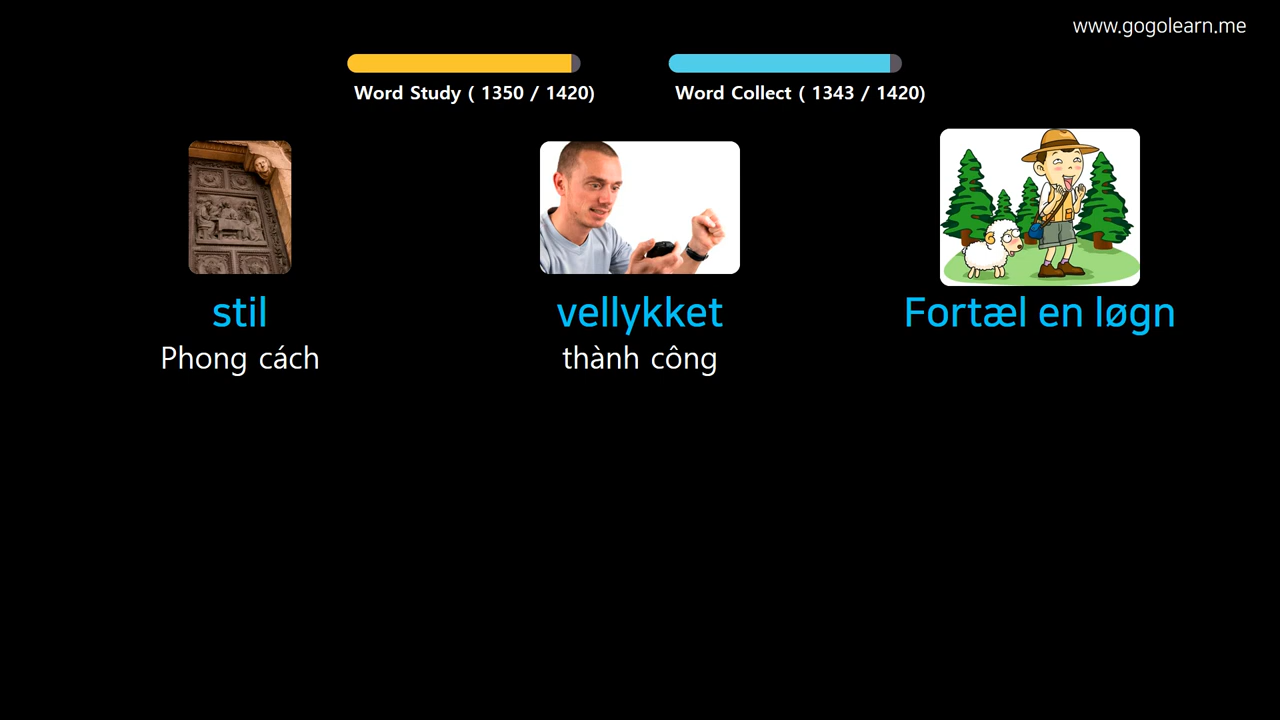 www.gogolearn.me
Word Study ( 1350 / 1420)
Word Collect ( 1343 / 1420)
stil
Phong cách
vellykket
thành công
Fortæl en løgn